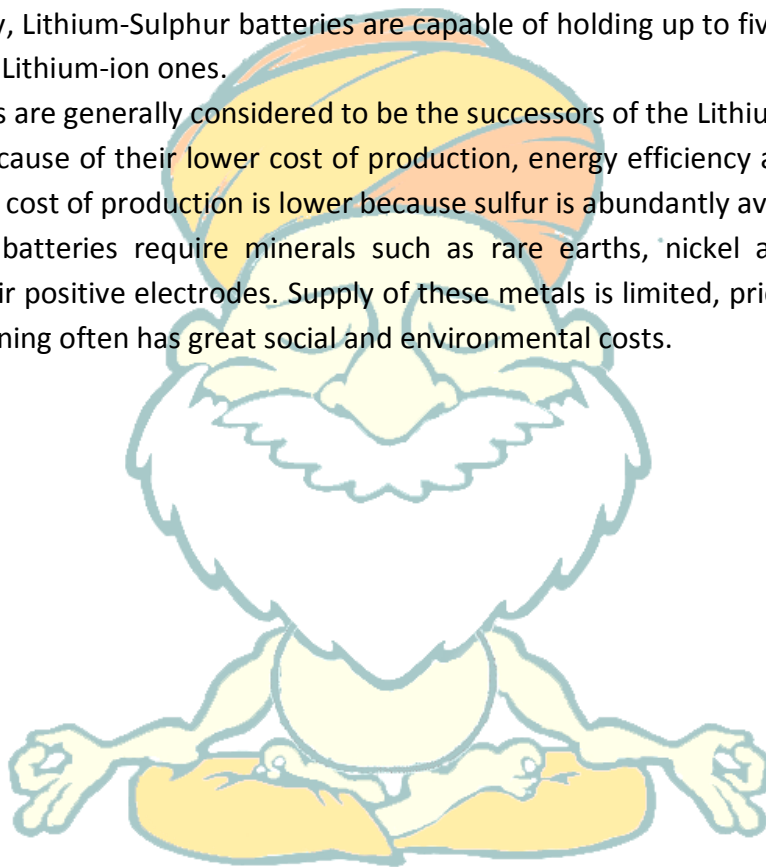 y, Lithium-Sulphur batteries are capable of holding up to fiv
Lithium-ion ones.
s are generally considered to be the successors of the Lithiu
cause of their lower cost of production, energy efficiency a
cost of production is lower because sulfur is abundantly av
batteries require minerals such as rare earths, nickel a
ir positive electrodes. Supply of these metals is limited, pri
ning often has great social and environmental costs.